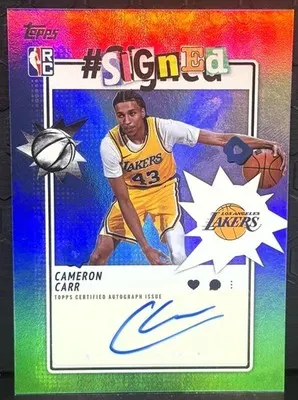 Topps
RC
#SIGNED
LAKERS
43
LOS ANGELES
LAKERS
CAMERON
CARR
TOPPS CERTIFIED AUTOGRAPH ISSUE